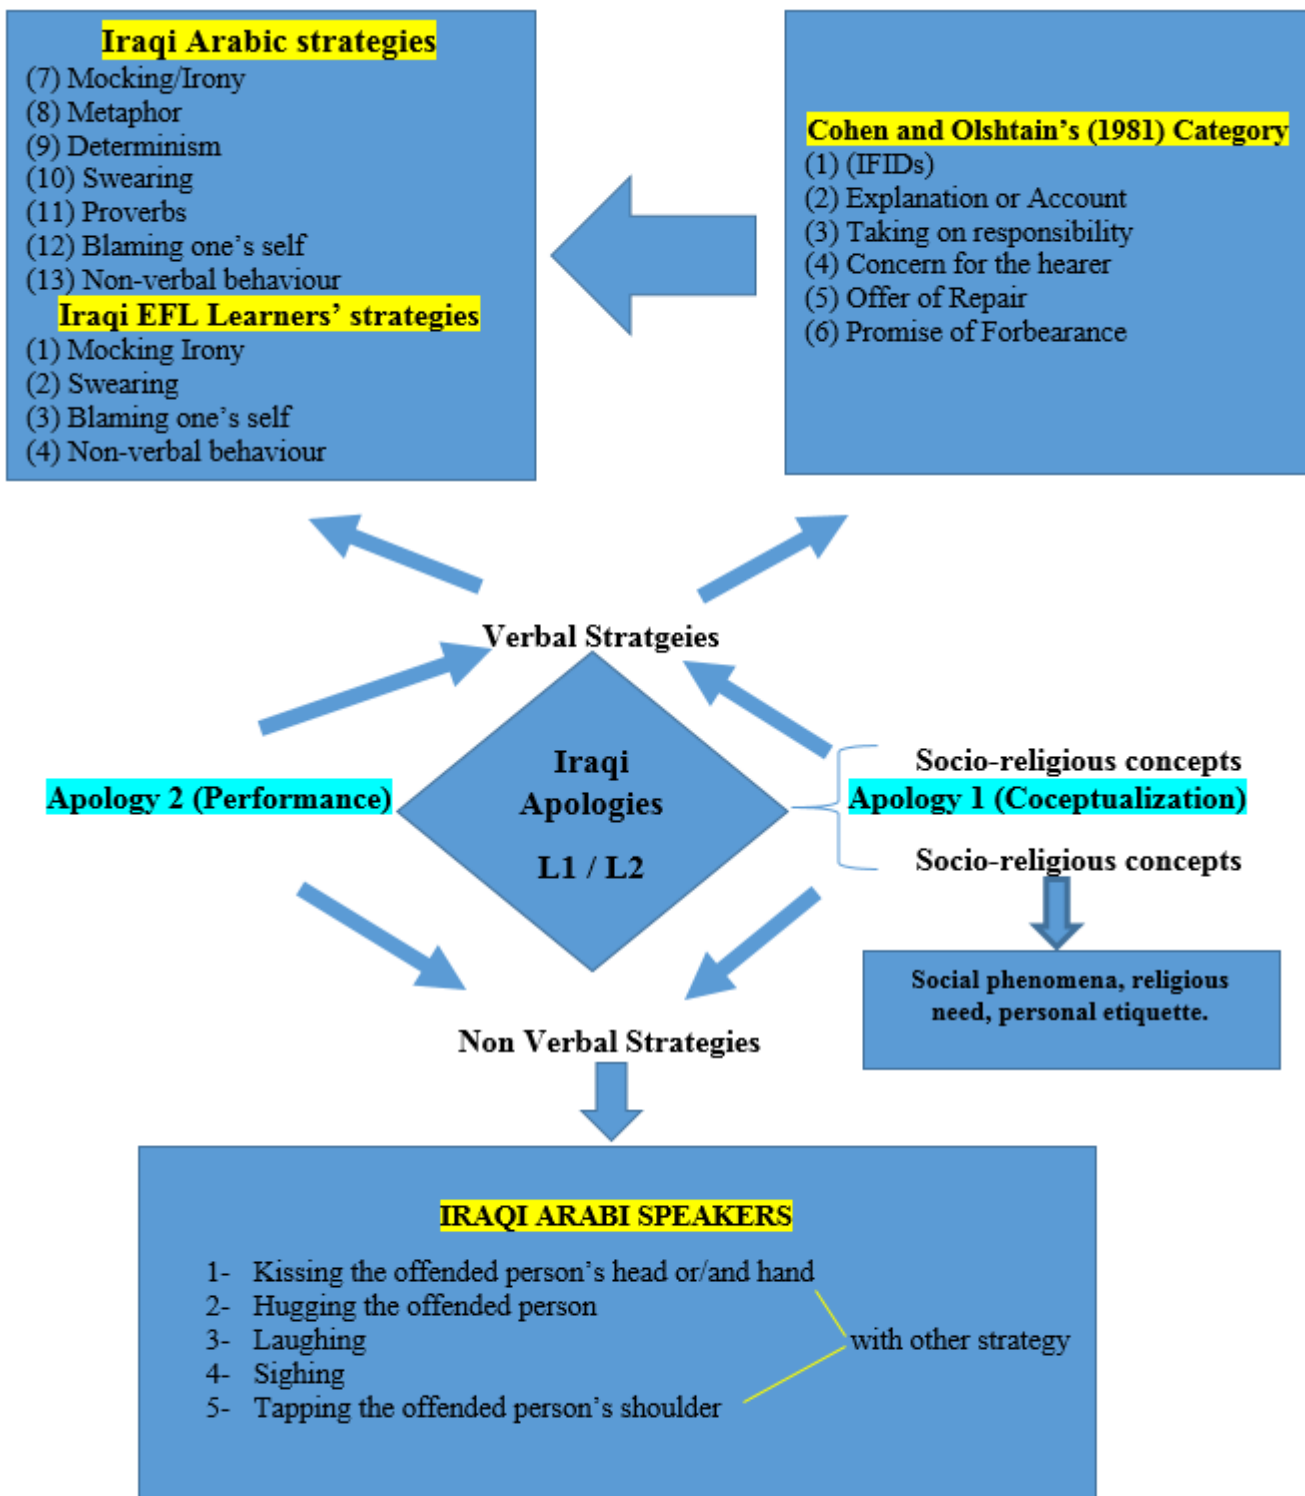 Iraqi Arabic strategies
(7) Mocking/Irony
(8) Metaphor
(9) Determinism
(10) Swearing
(11) Proverbs
(12) Blaming one’s self
(13) Non-verbal behaviour
Iraqi EFL Learners’ strategies
(1) Mocking Irony
(2) Swearing
(3) Blaming one’s self
(4) Non-verbal behaviour
Cohen and Olshtain’s (1981) Category
(1) (IFIDs)
(2) Explanation or Account
(3) Taking on responsibility
(4) Concern for the hearer
(5) Offer of Repair
(6) Promise of Forbearance
Verbal Stratgeies
Apology 2 (Performance)
Iraqi
Apologies
L1 / L2
Socio-religious concepts
Apology 1 (Coceptualization)
Socio-religious concepts
Social phenomena, religious
need, personal etiquette.
Non Verbal Strategies
IRAQI ARABI SPEAKERS
1- Kissing the offended person’s head or/and hand
2- Hugging the offended person
3- Laughing
4- Sighing
5- Tapping the offended person’s shoulder
with other strategy